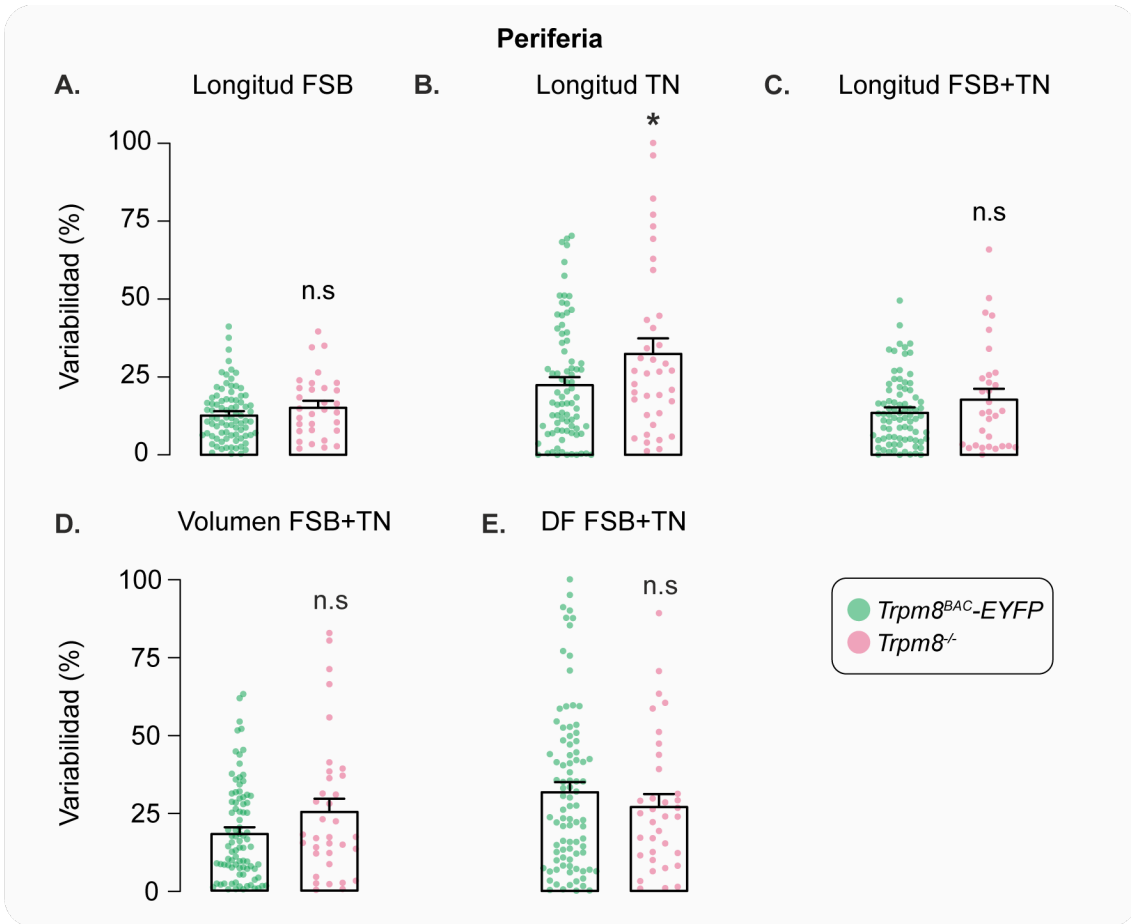 Periferia
A. Longitud FSB
B. Longitud TN
C. Longitud FSB+TN
Variabilidad (%)
100
75
50
25
0
n.s
*
n.s
D. Volumen FSB+TN
E. DF FSB+TN
Variabilidad (%)
100
75
50
25
0
n.s
n.s
Trpm8BAC-EYFP
Trpm8-/-